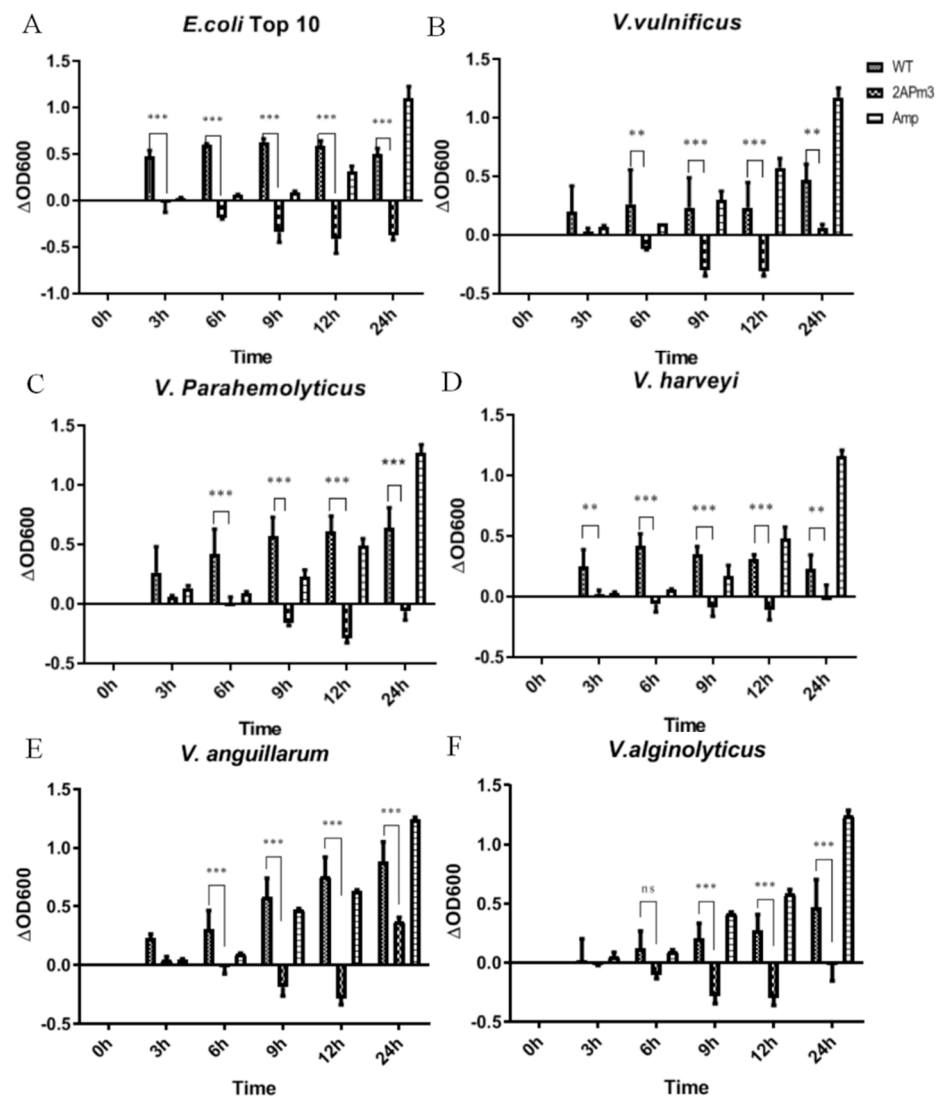 A
E.coli Top 10
1.5
1.0
0.5
0.0
-0.5
-1.0
ΔOD600
*** *** *** *** ***
0h 3h 6h 9h 12h 24h
Time
B
V.vulnificus
WT
2APm3
Amp
1.5
1.0
0.5
0.0
-0.5
ΔOD600
** *** *** **
0h 3h 6h 9h 12h 24h
Time
C
V. Parahemolyticus
1.5
1.0
0.5
0.0
-0.5
ΔOD600
*** *** *** ***
0h 3h 6h 9h 12h 24h
Time
D
V. harveyi
1.5
1.0
0.5
0.0
-0.5
ΔOD600
** *** *** *** **
0h 3h 6h 9h 12h 24h
Time
E
V. anguillarum
1.5
1.0
0.5
0.0
-0.5
ΔOD600
*** *** *** ***
0h 3h 6h 9h 12h 24h
Time
F
V.alginolyticus
1.5
1.0
0.5
0.0
-0.5
ΔOD600
ns *** *** ***
0h 3h 6h 9h 12h 24h
Time